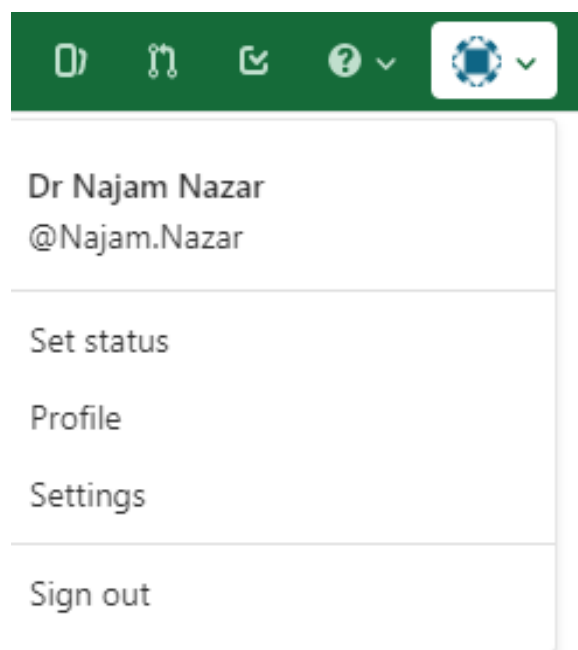 Dr Najam Nazar
@Najam.Nazar
Set status
Profile
Settings
Sign out